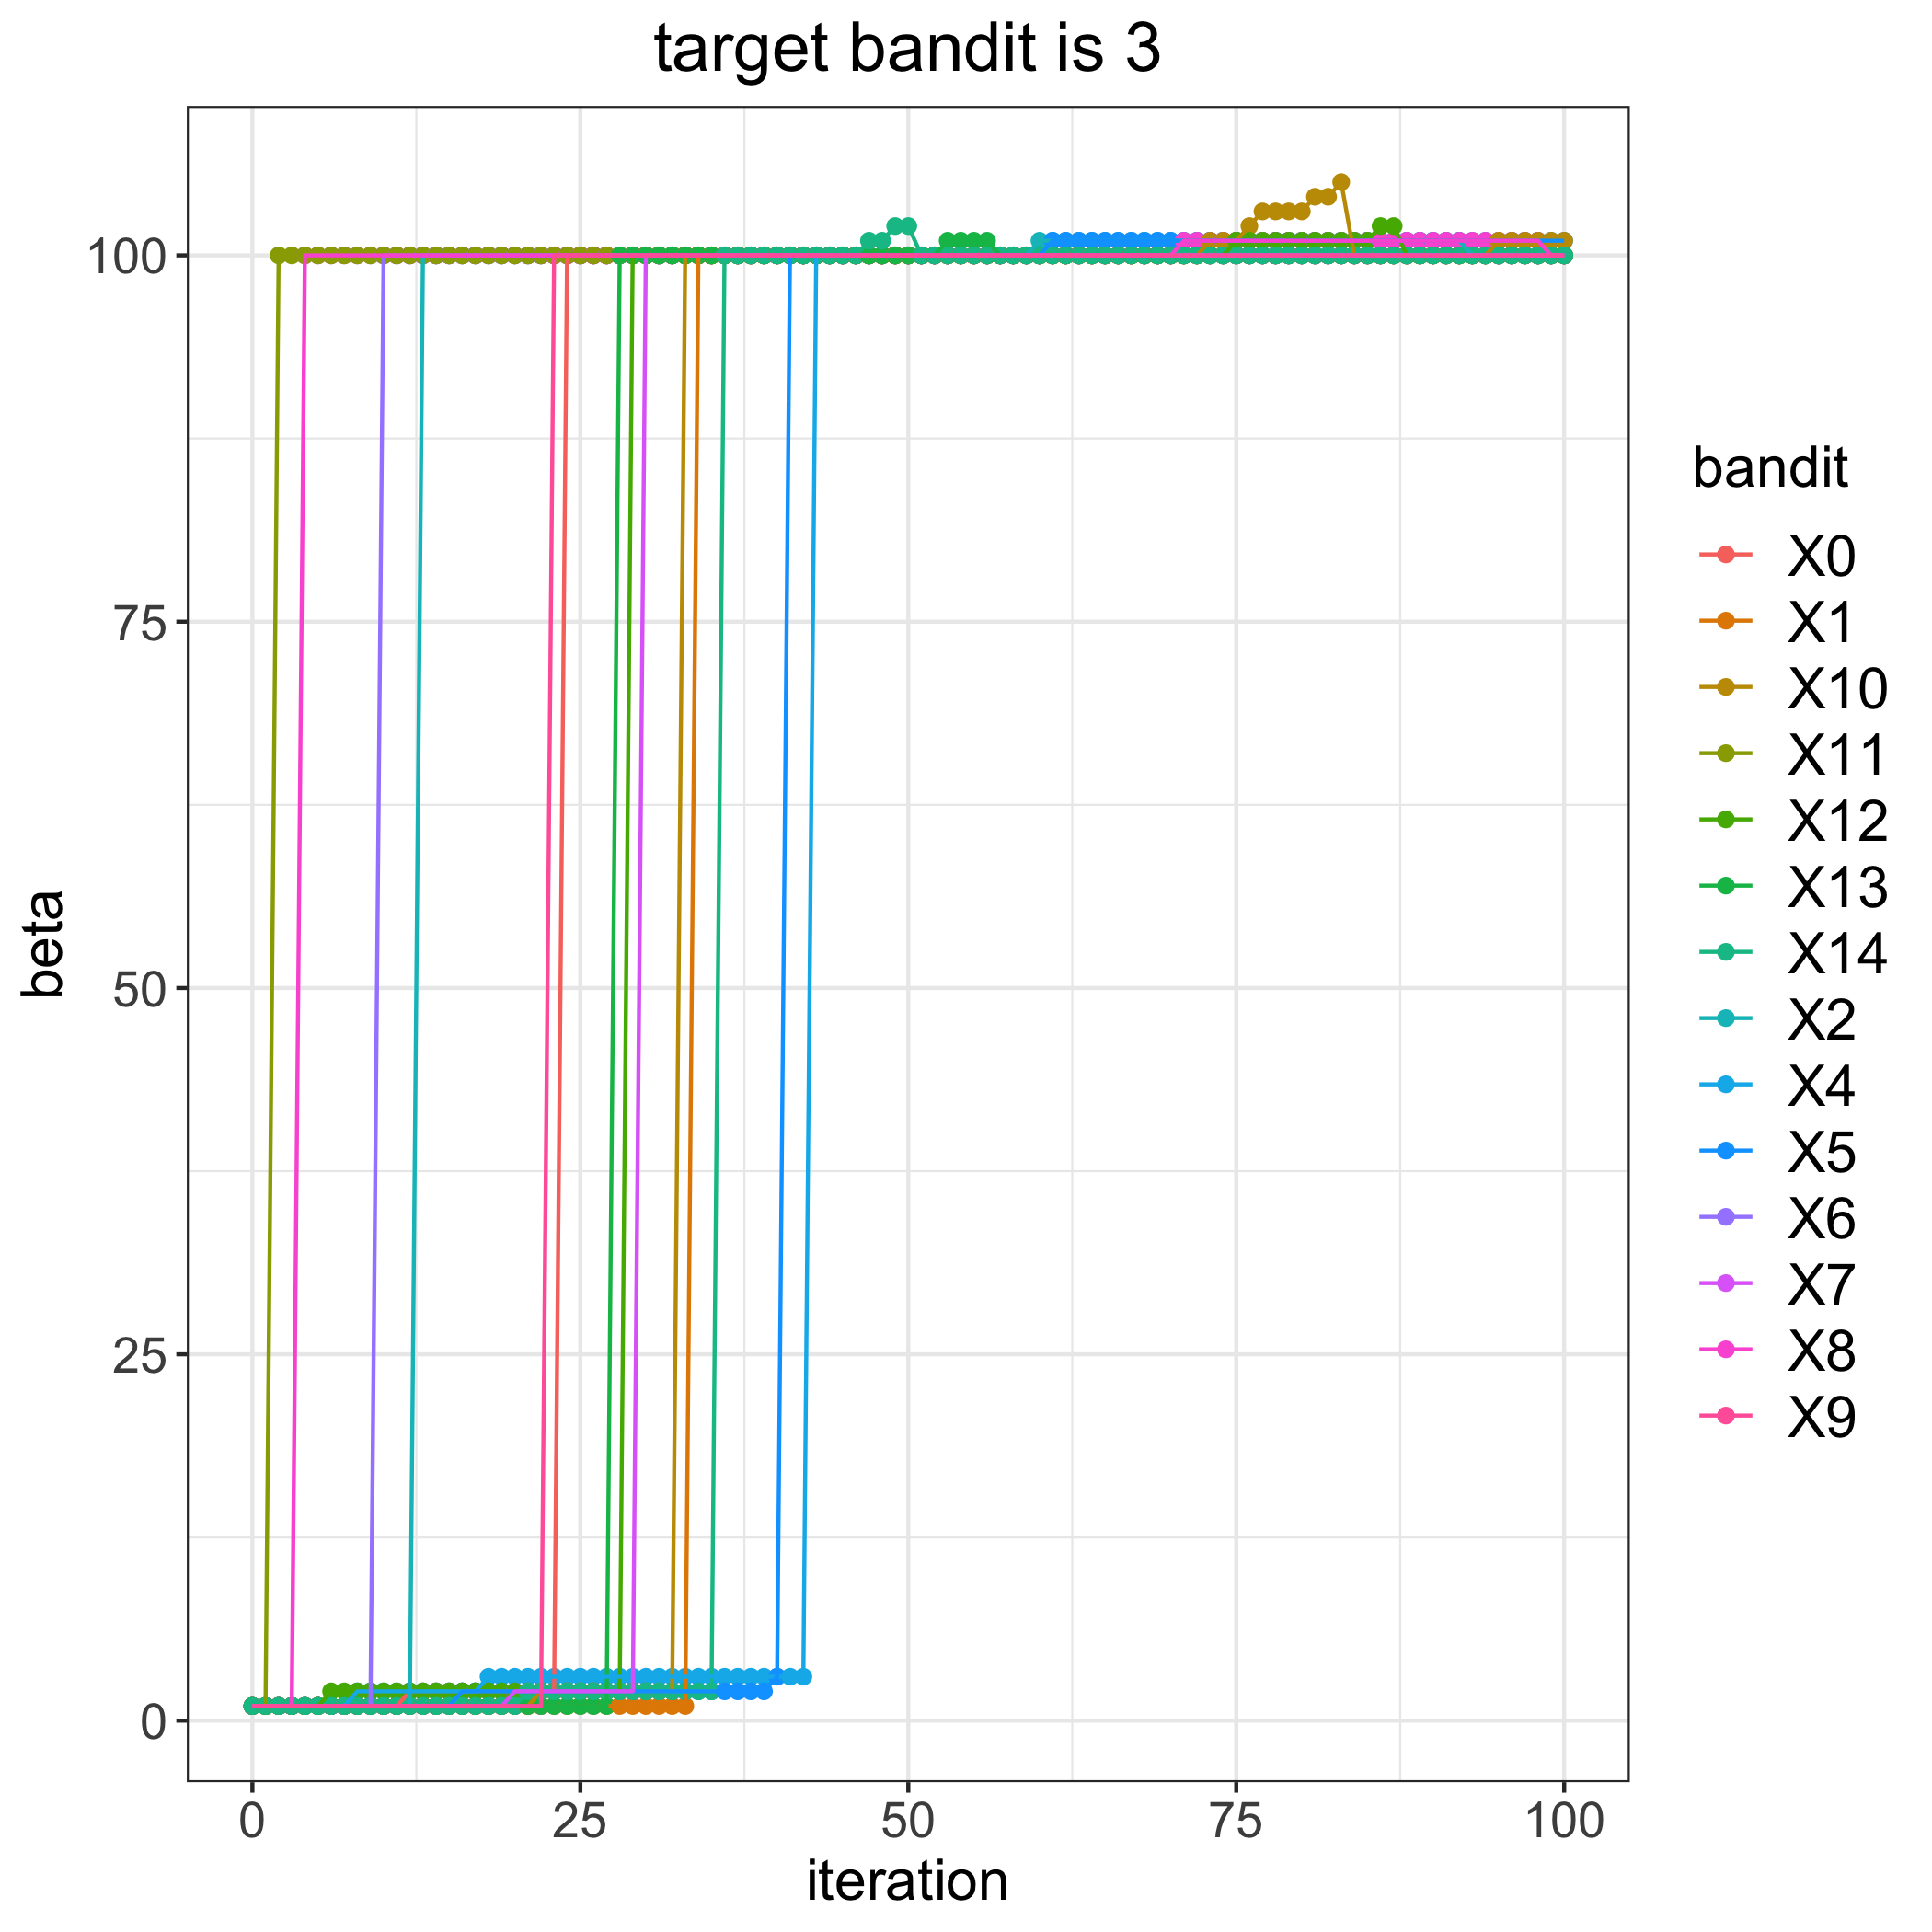 target bandit is 3
100
75
50
25
0
beta
0 25 50 75 100
iteration
bandit
X0
X1
X10
X11
X12
X13
X14
X2
X4
X5
X6
X7
X8
X9